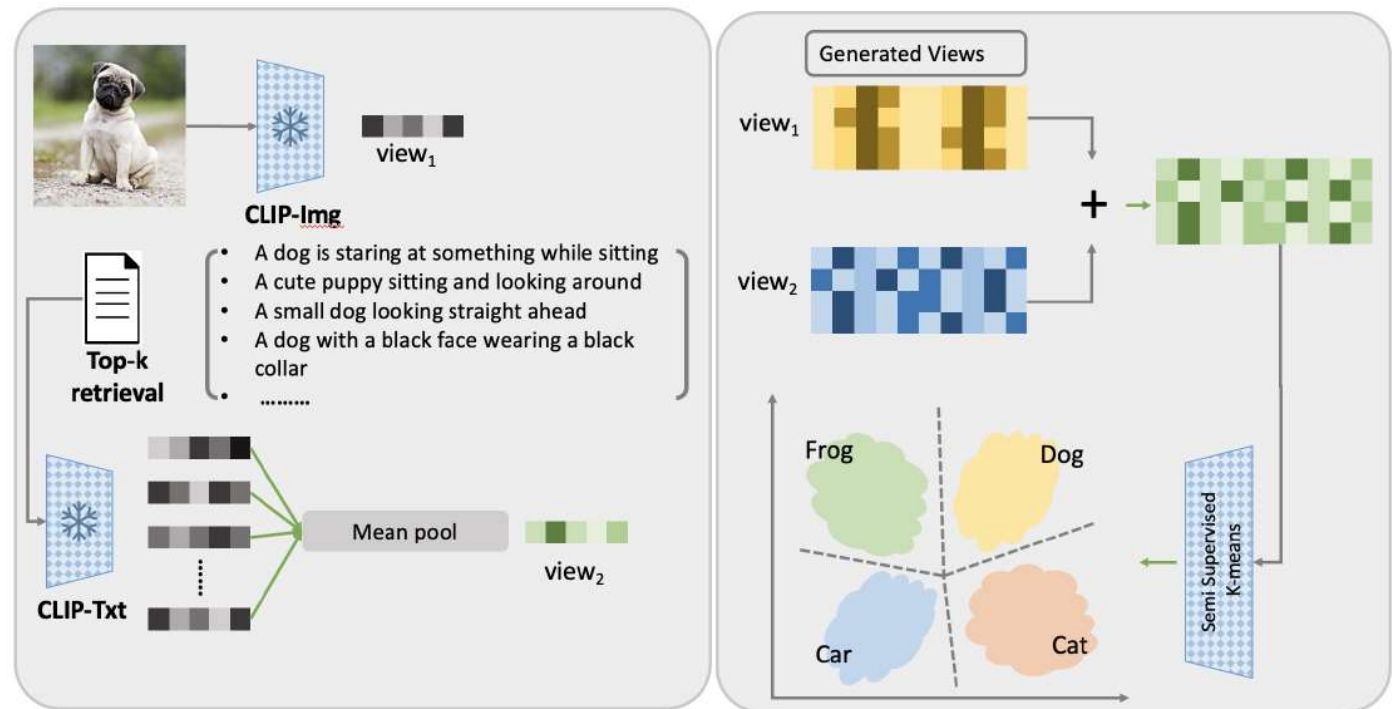 view₁
CLIP-Img
• A dog is staring at something while sitting
• A cute puppy sitting and looking around
• A small dog looking straight ahead
• A dog with a black face wearing a black
collar
• ………
Top-k
retrieval
CLIP-Txt
Mean pool
view₂
Generated Views
view₁
+
view₂
Frog
Dog
Car
Cat
Semi Supervised
K-means